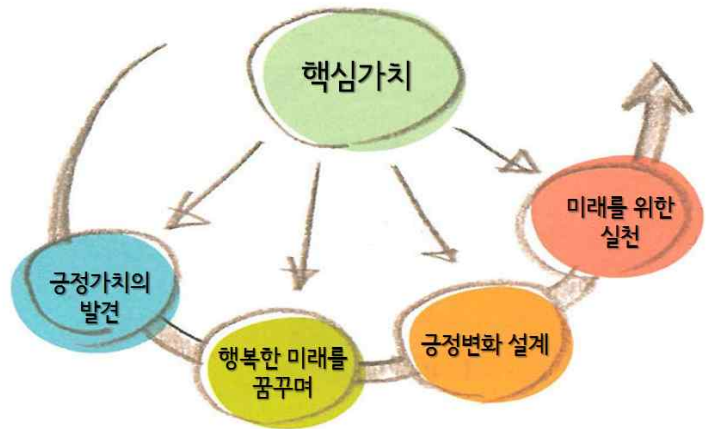 핵심가치
긍정가치의
발견
행복한 미래를
꿈꾸며
긍정변화 설계
미래를 위한
실천